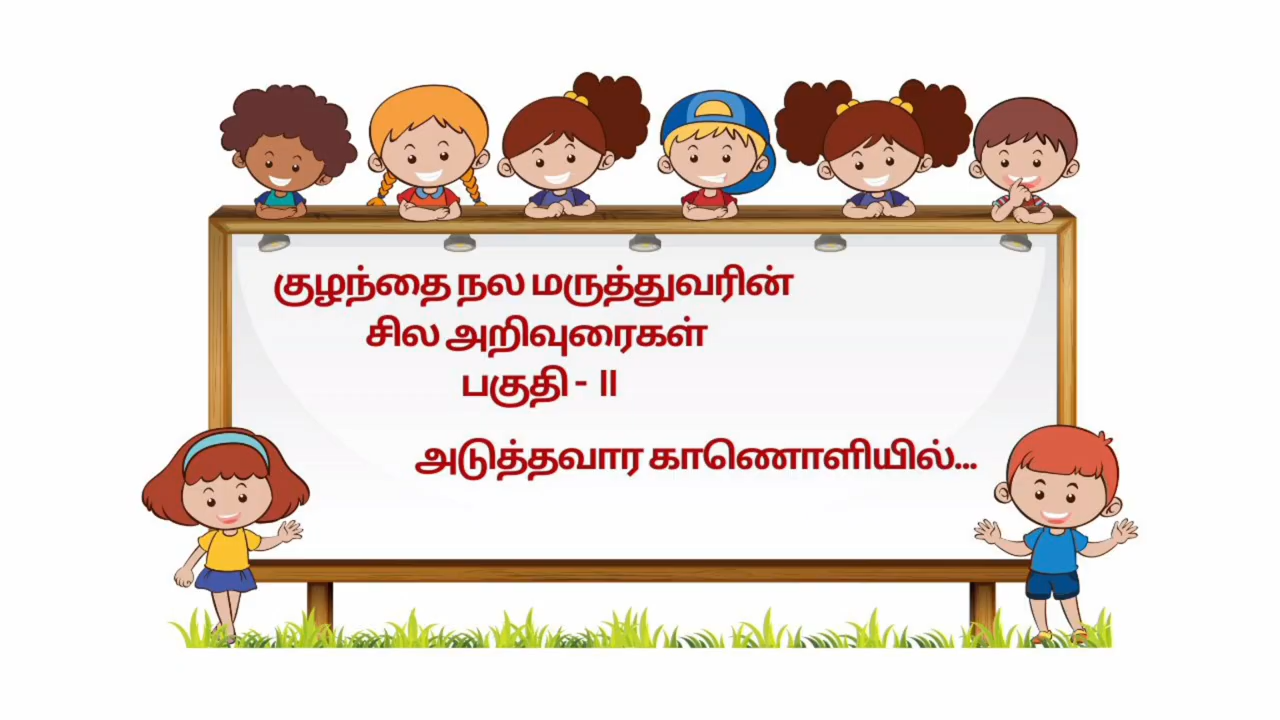 குழந்தை நல மருத்துவரின்
சில அறிவுரைகள்
பகுதி - II
அடுத்தவார காணொளியில்...